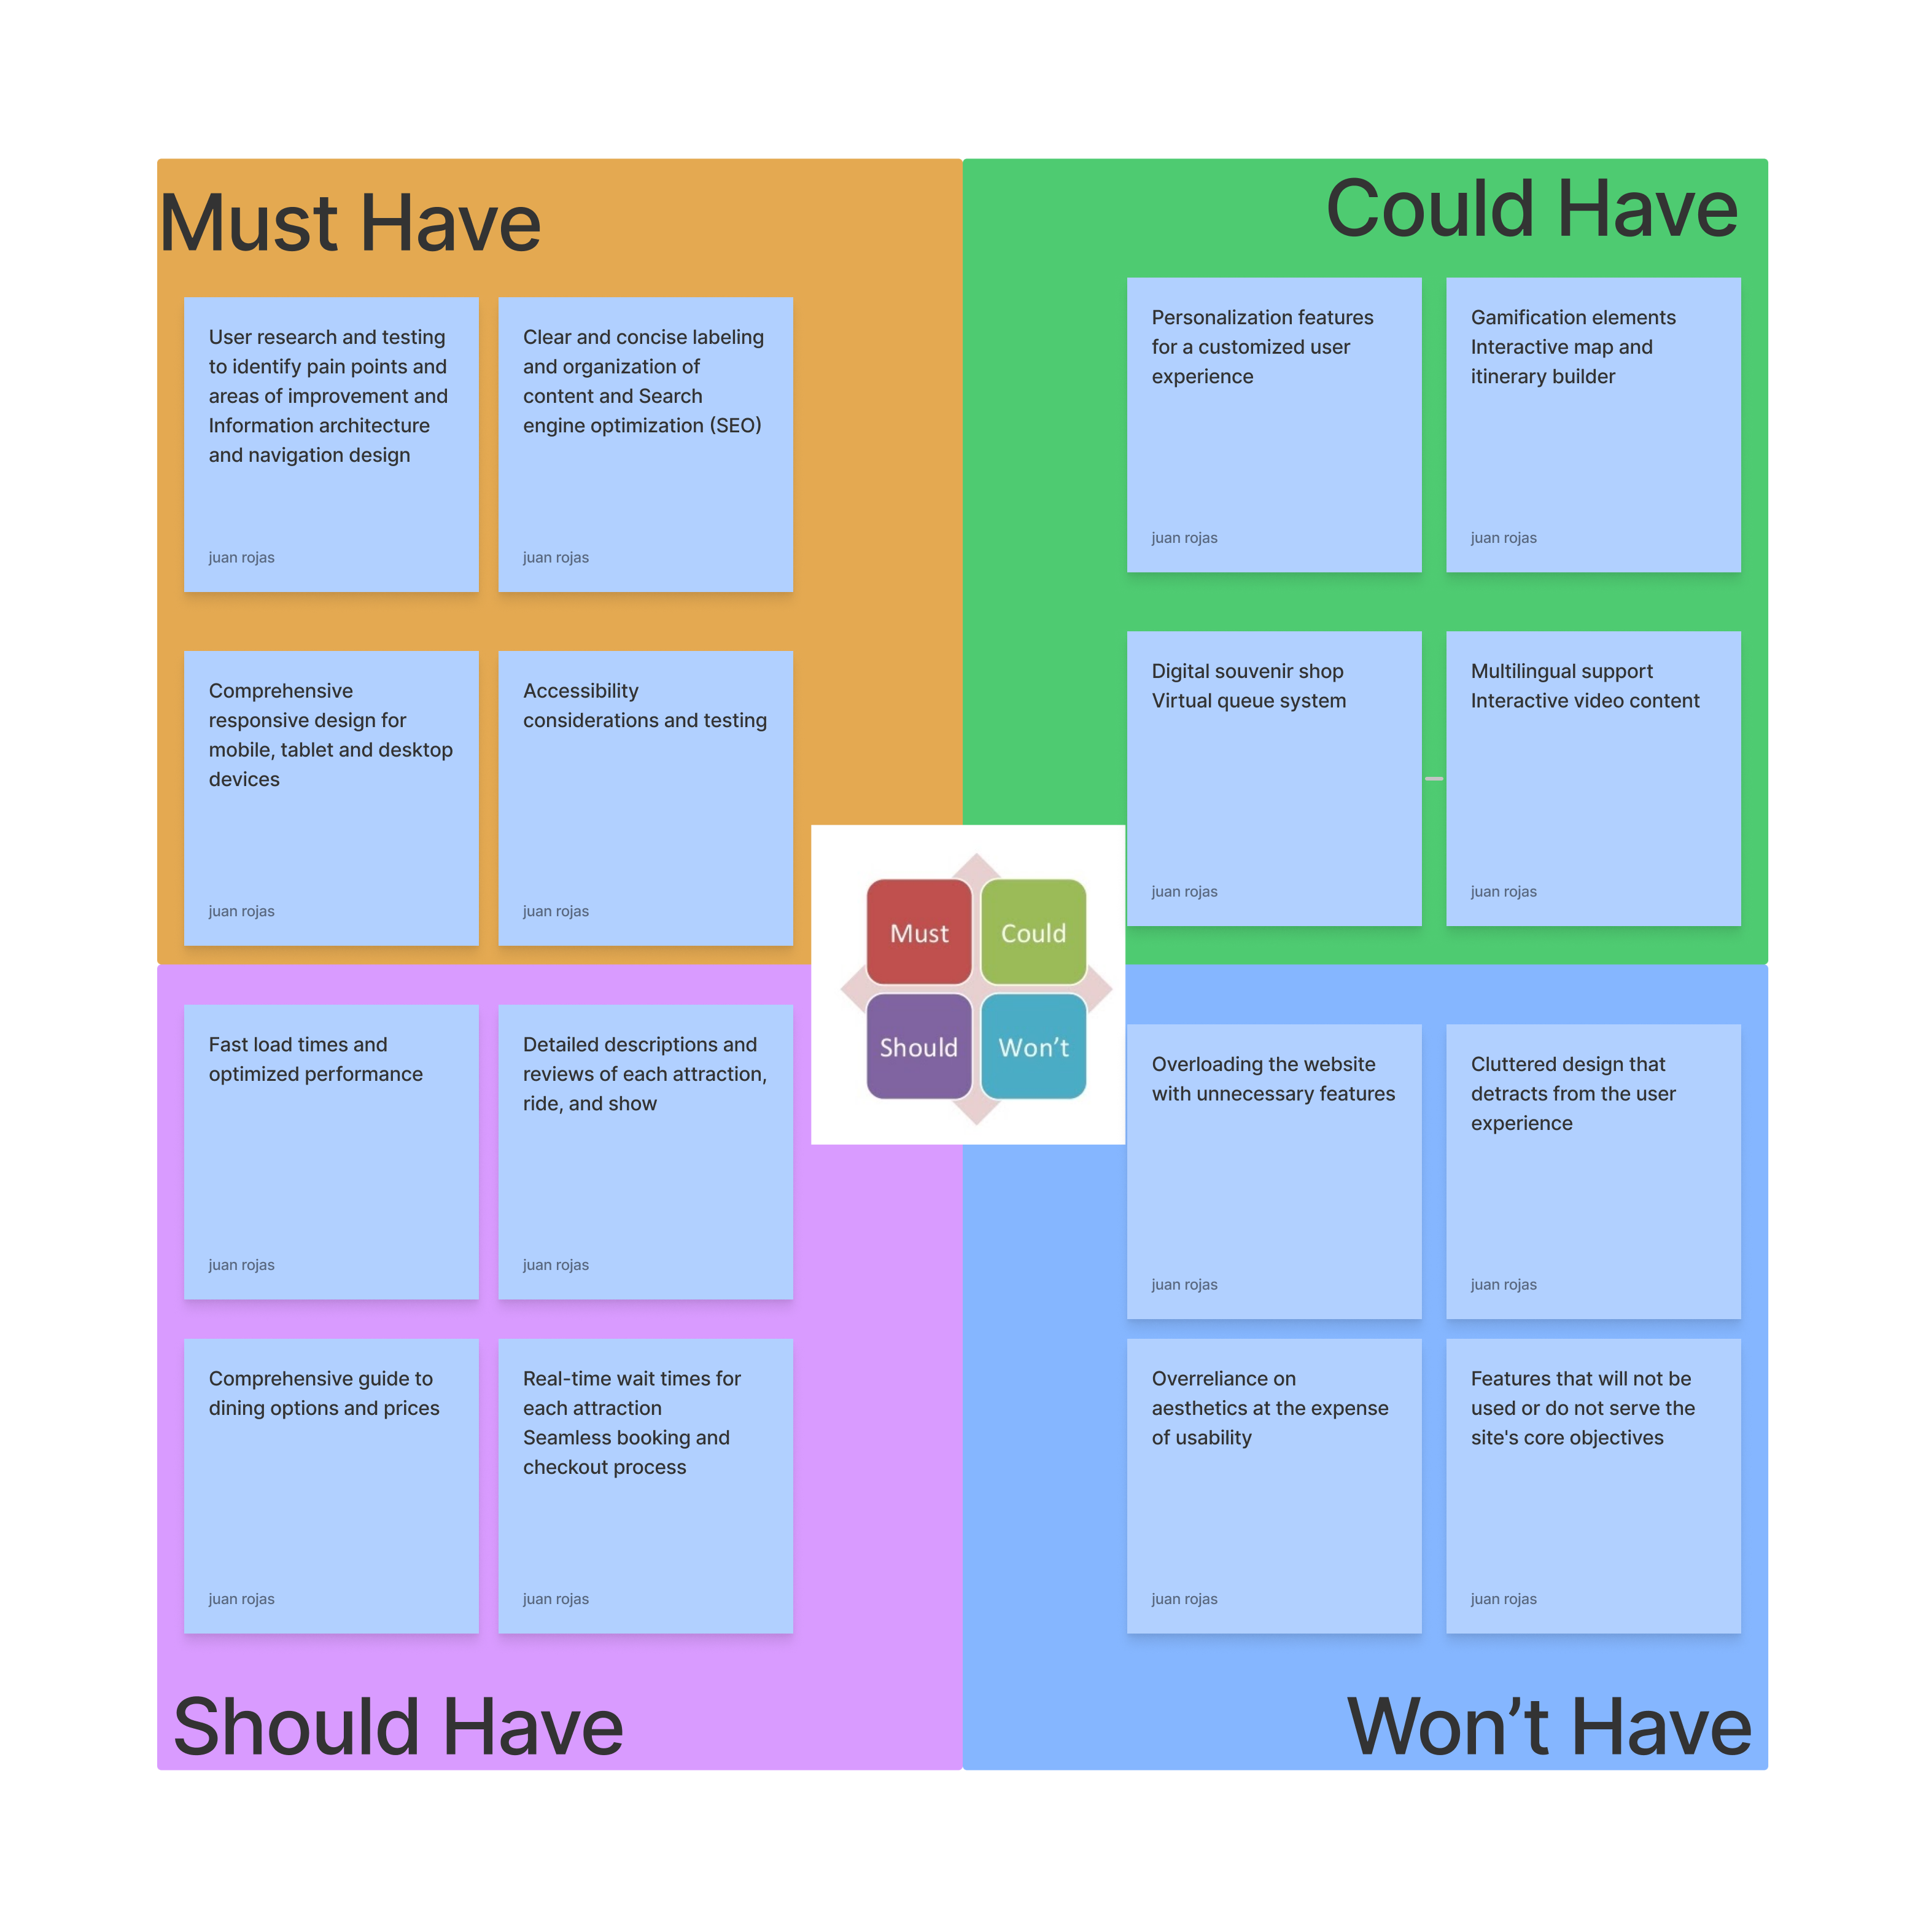 Must Have
User research and testing
to identify pain points and
areas of improvement and
Information architecture
and navigation design
juan rojas
Clear and concise labeling
and organization of
content and Search
engine optimization (SEO)
juan rojas
Comprehensive
responsive design for
mobile, tablet and desktop
devices
juan rojas
Accessibility
considerations and testing
juan rojas
Could Have
Personalization features
for a customized user
experience
juan rojas
Gamification elements
Interactive map and
itinerary builder
juan rojas
Digital souvenir shop
Virtual queue system
juan rojas
Multilingual support
Interactive video content
juan rojas
Must
Could
Should
Won't
Fast load times and
optimized performance
juan rojas
Detailed descriptions and
reviews of each attraction,
ride, and show
juan rojas
Comprehensive guide to
dining options and prices
juan rojas
Real-time wait times for
each attraction
Seamless booking and
checkout process
juan rojas
Should Have
Overloading the website
with unnecessary features
juan rojas
Cluttered design that
detracts from the user
experience
juan rojas
Overreliance on
aesthetics at the expense
of usability
juan rojas
Features that will not be
used or do not serve the
site's core objectives
juan rojas
Won’t Have